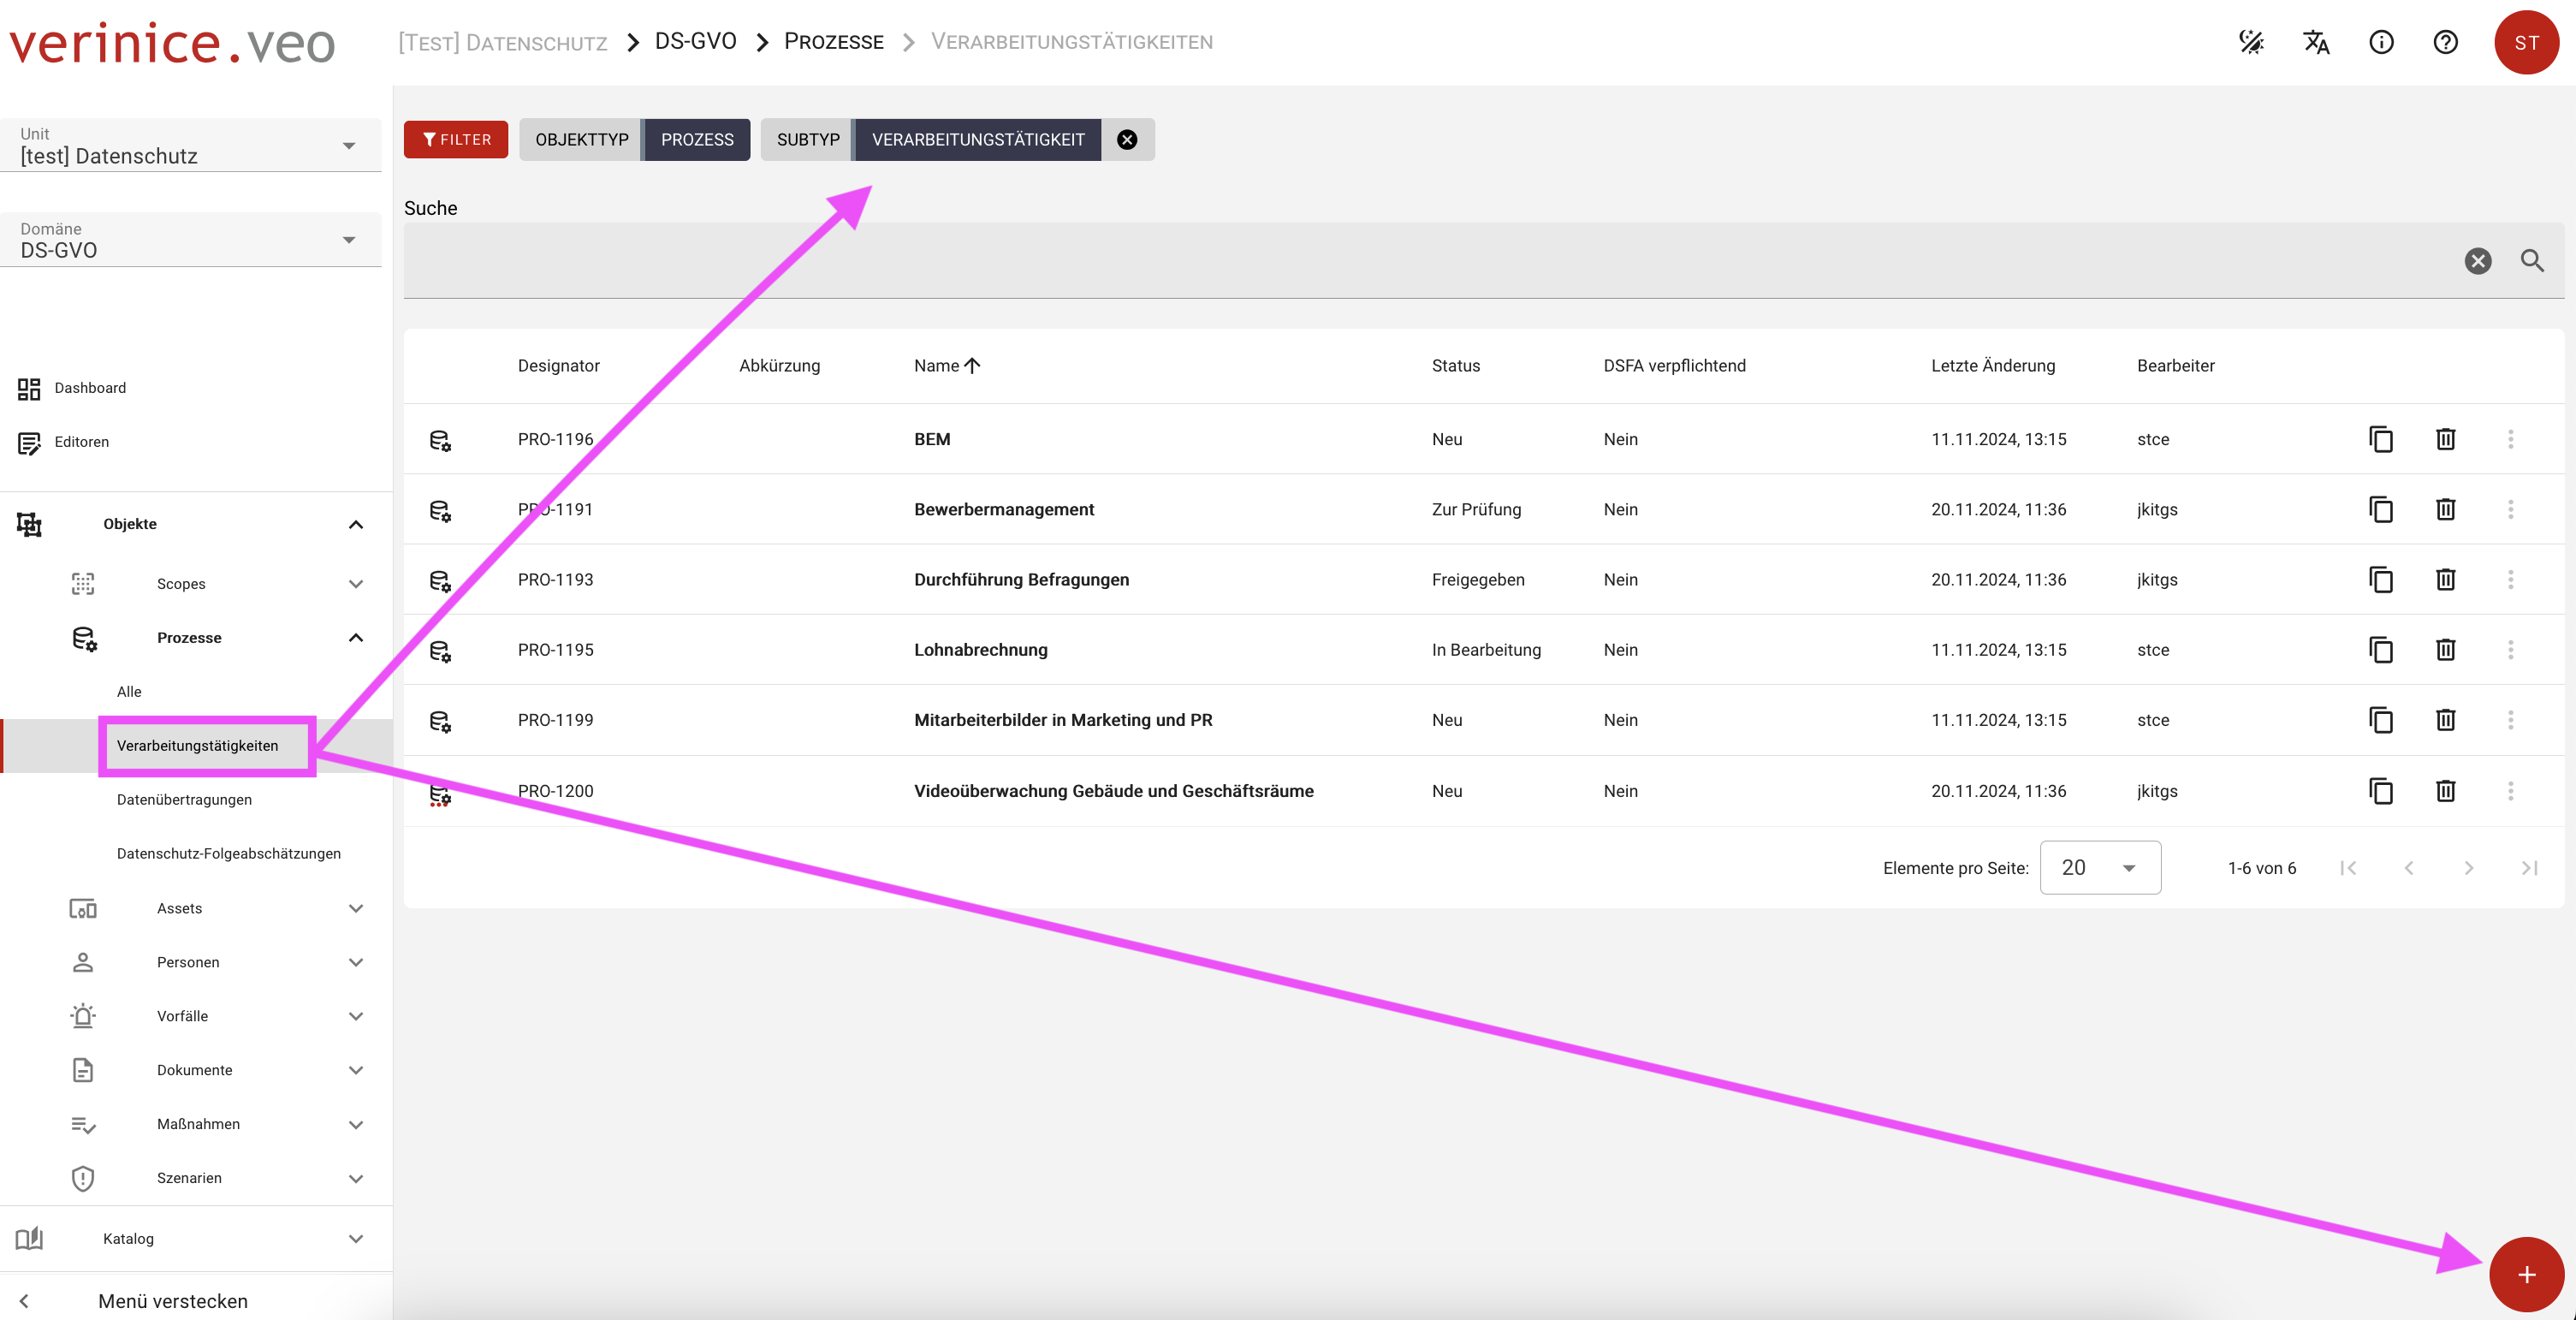 verinice.veo
[Test] Datenschutz > DS-GVO > Prozesse > Verarbeitungstätigkeiten
ST
Unit
[test] Datenschutz
Domäne
DS-GVO
Dashboard
Editoren
Objekte
Scopes
Prozesse
Alle
Verarbeitungstätigkeiten
Datenübertragungen
Datenschutz-Folgeabschätzungen
Assets
Personen
Vorfälle
Dokumente
Maßnahmen
Szenarien
Katalog
Menü verstecken
FILTER OBJEKTTYP PROZESS SUBTYP VERARBEITUNGSTÄTIGKEIT
Suche
Designator Abkürzung Name Status DSFA verpflichtend Letzte Änderung Bearbeiter
PRO-1196 BEM Neu Nein 11.11.2024, 13:15 stce
PRO-1191 Bewerbermanagement Zur Prüfung Nein 20.11.2024, 11:36 jkitgs
PRO-1193 Durchführung Befragungen Freigegeben Nein 20.11.2024, 11:36 jkitgs
PRO-1195 Lohnabrechnung In Bearbeitung Nein 11.11.2024, 13:15 stce
PRO-1199 Mitarbeiterbilder in Marketing und PR Neu Nein 11.11.2024, 13:15 stce
PRO-1200 Videoüberwachung Gebäude und Geschäftsräume Neu Nein 20.11.2024, 11:36 jkitgs
Elemente pro Seite: 20 1-6 von 6